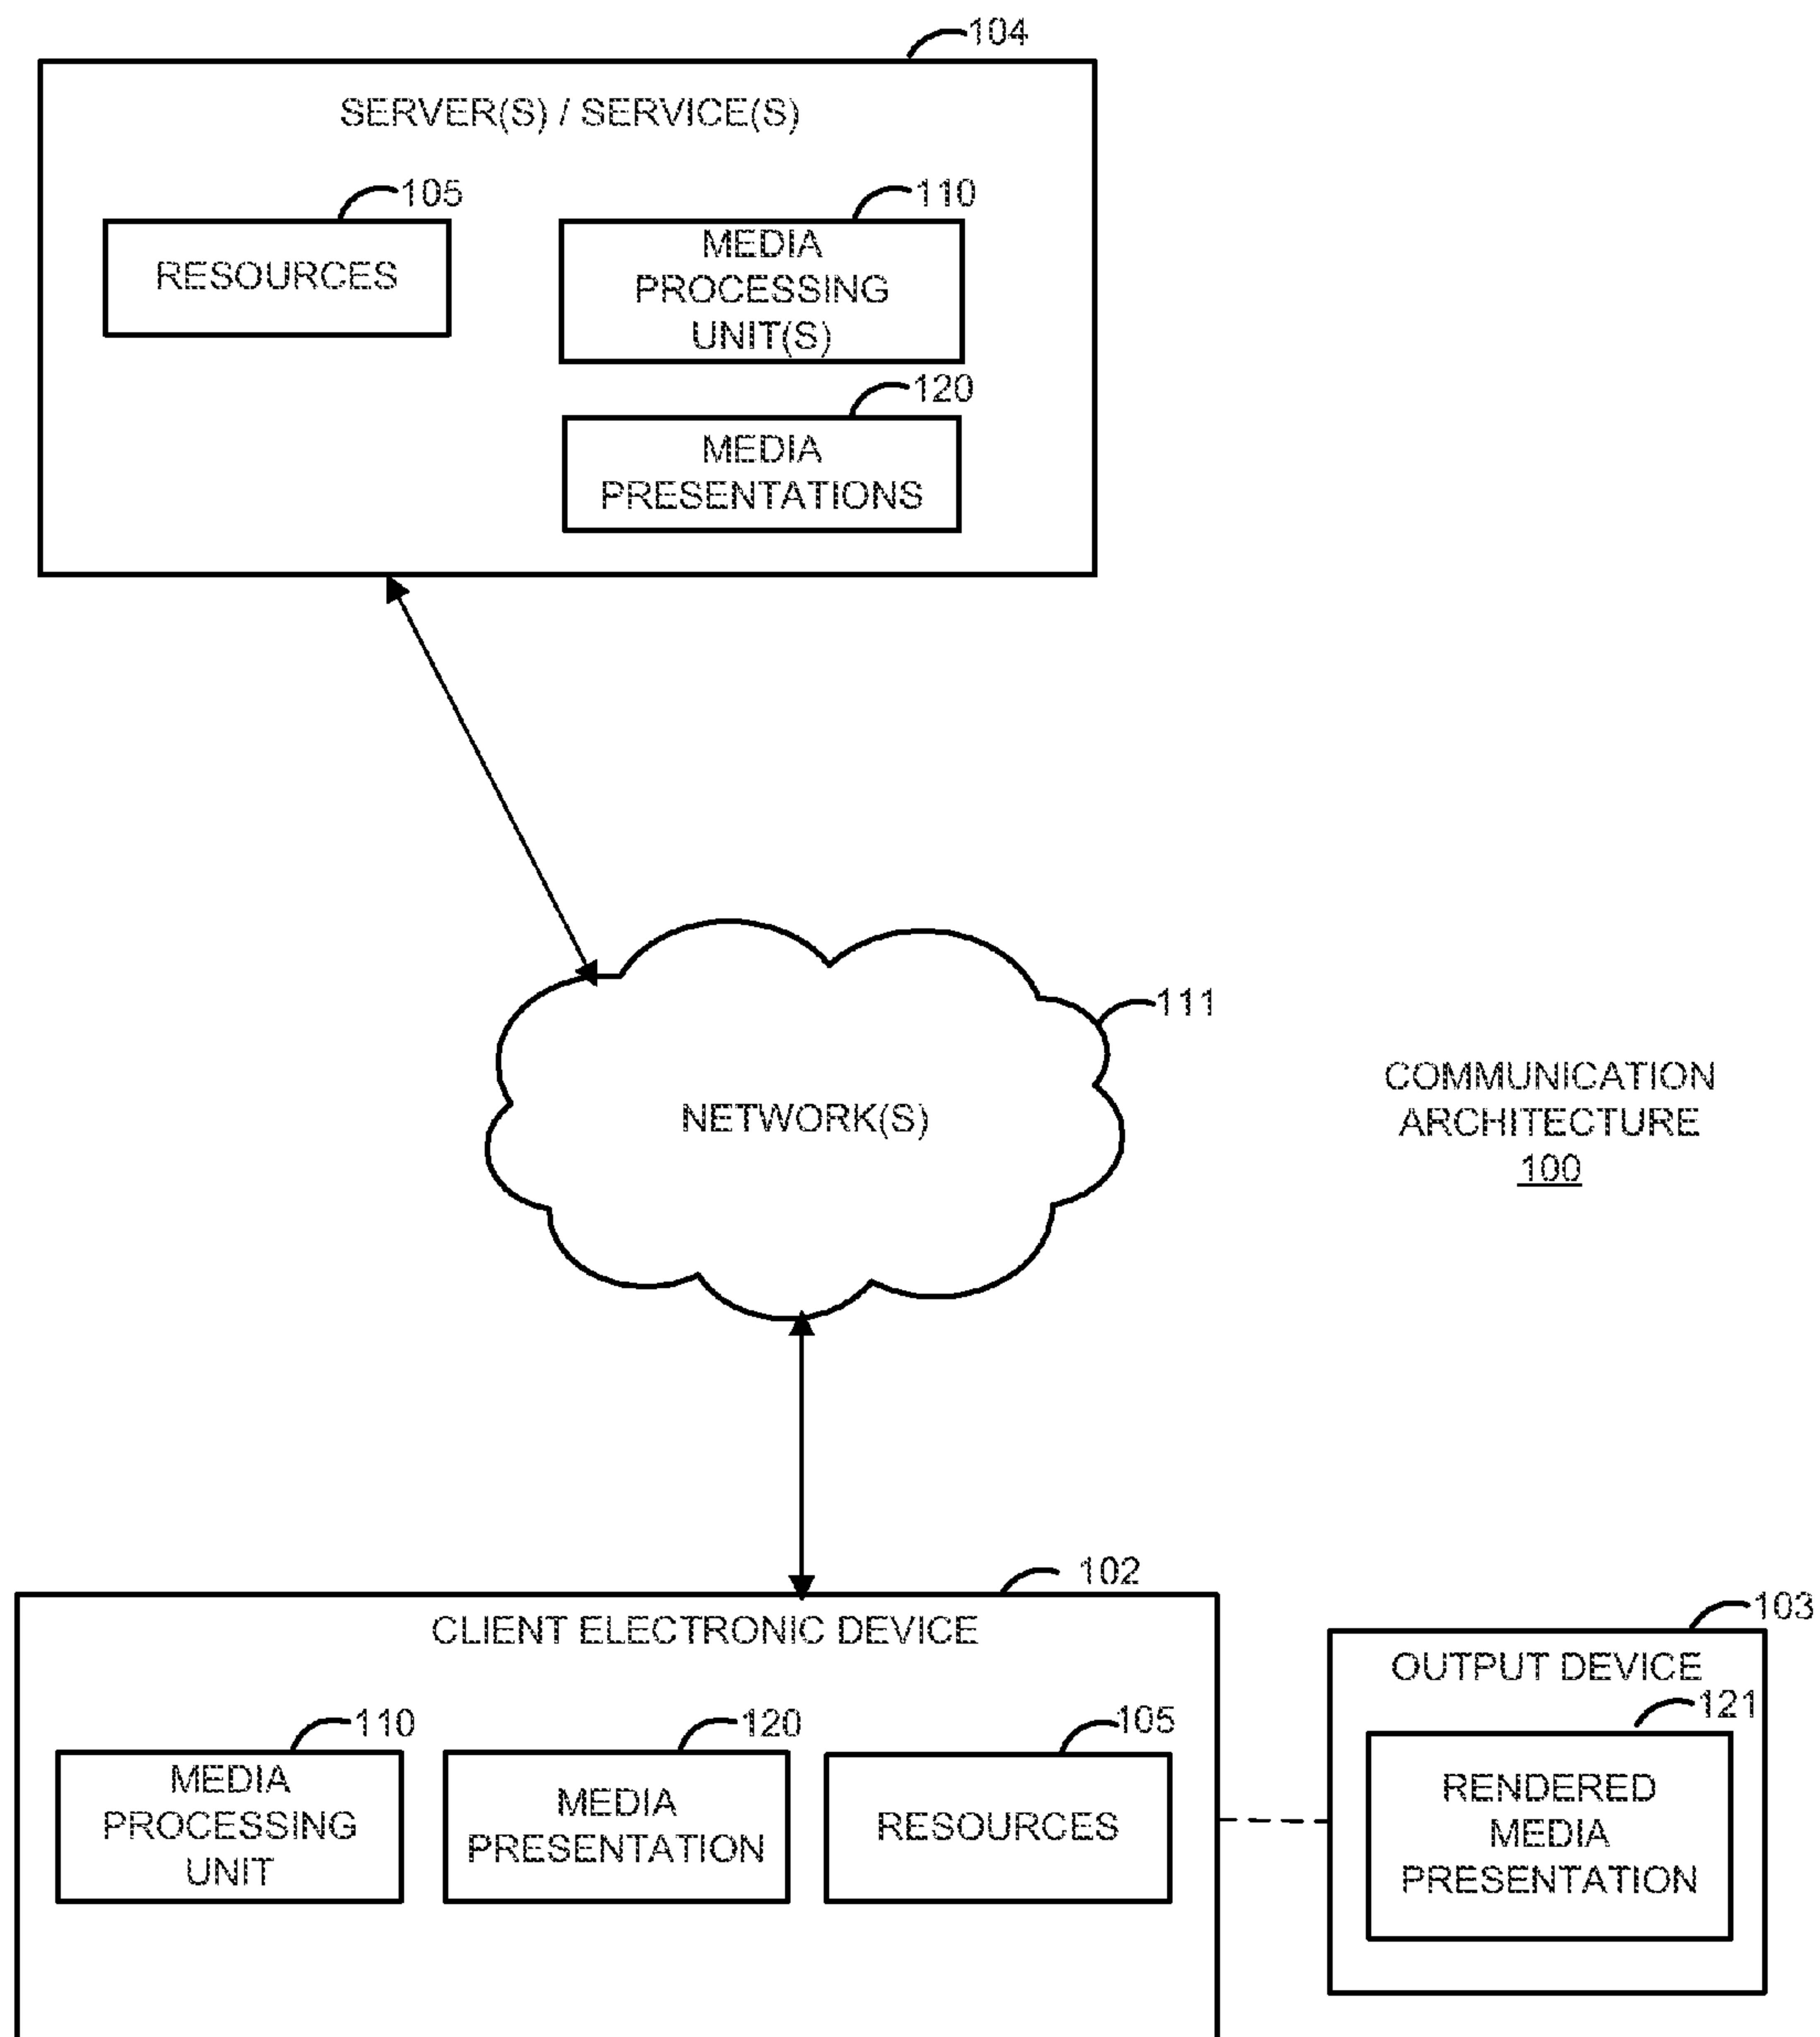 104
SERVER(S) / SERVICE(S)
105
RESOURCES
110
MEDIA
PROCESSING
UNIT(S)
120
MEDIA
PRESENTATIONS
111
NETWORK(S)
COMMUNICATION
ARCHITECTURE
100
102
CLIENT ELECTRONIC DEVICE
110
MEDIA
PROCESSING
UNIT
120
MEDIA
PRESENTATION
105
RESOURCES
103
OUTPUT DEVICE
121
RENDERED
MEDIA
PRESENTATION